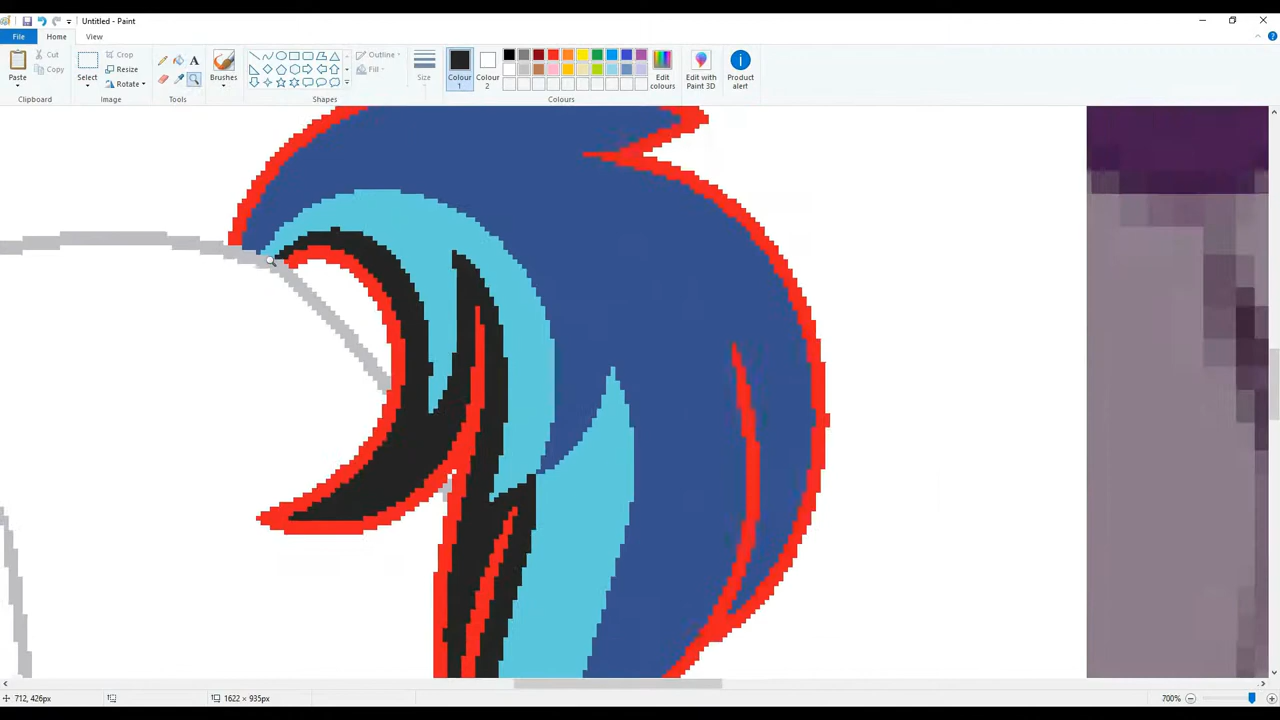 Untitled - Paint
File
Home
View
Paste
Cut
Copy
Clipboard
Select
Crop
Resize
Rotate
Image
A
Tools
Brushes
Shapes
Outline
Fill
Size
Colour 1
Colour 2
Edit colours
Colours
Edit with Paint 3D
Product alert
712, 426px
1622 × 935px
700%